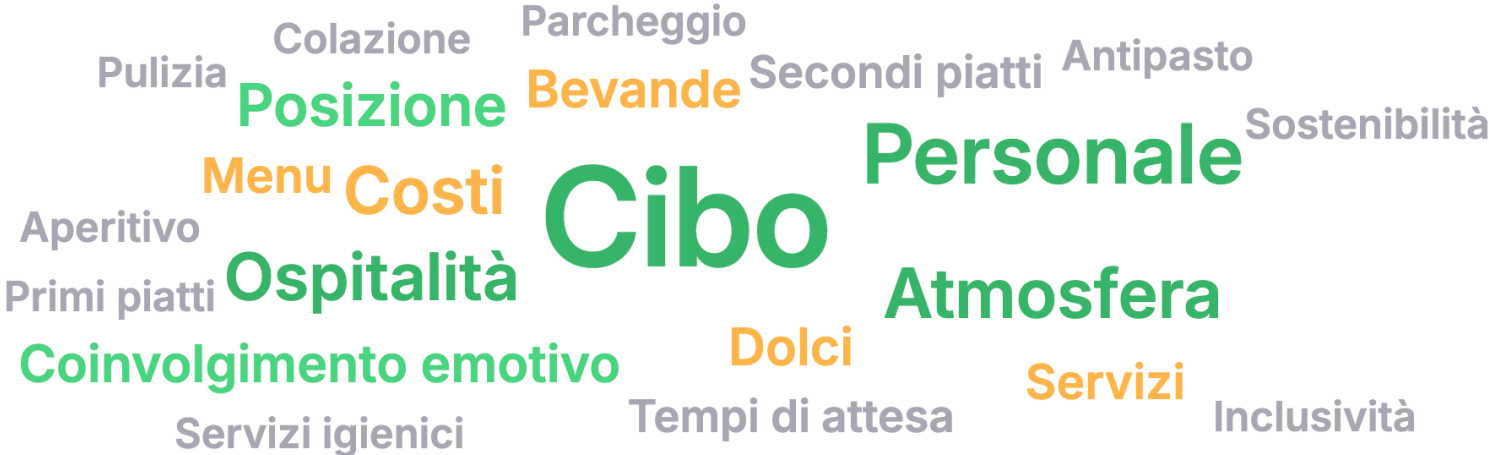 Parcheggio
Colazione
Antipasto
Pulizia
Secondi piatti
Bevande
Posizione
Sostenibilità
Personale
Menu
Costi
Cibo
Aperitivo
Ospitalità
Primi piatti
Atmosfera
Dolci
Coinvolgimento emotivo
Servizi
Tempi di attesa
Inclusività
Servizi igienici